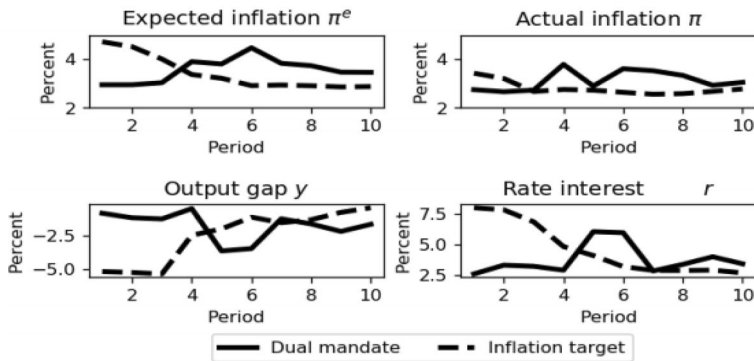 Expected inflation πᵉ
Actual inflation π
Percent
4
2
2 4 6 8 10
Period
Percent
4
2
2 4 6 8 10
Period
Output gap y
Rate interest r
Percent
−2.5
−5.0
2 4 6 8 10
Period
Percent
7.5
5.0
2.5
2 4 6 8 10
Period
Dual mandate
Inflation target